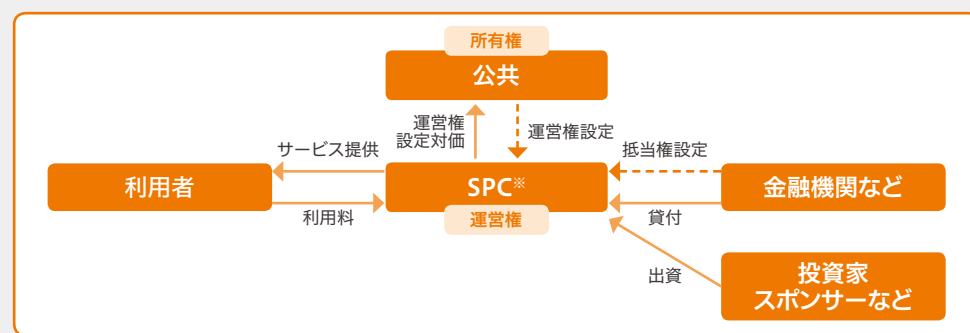 所有権
公共
運営権
設定対価
運営権設定
サービス提供
抵当権設定
利用者
SPC※
金融機関など
運営権
利用料
貸付
出資
投資家
スポンサーなど